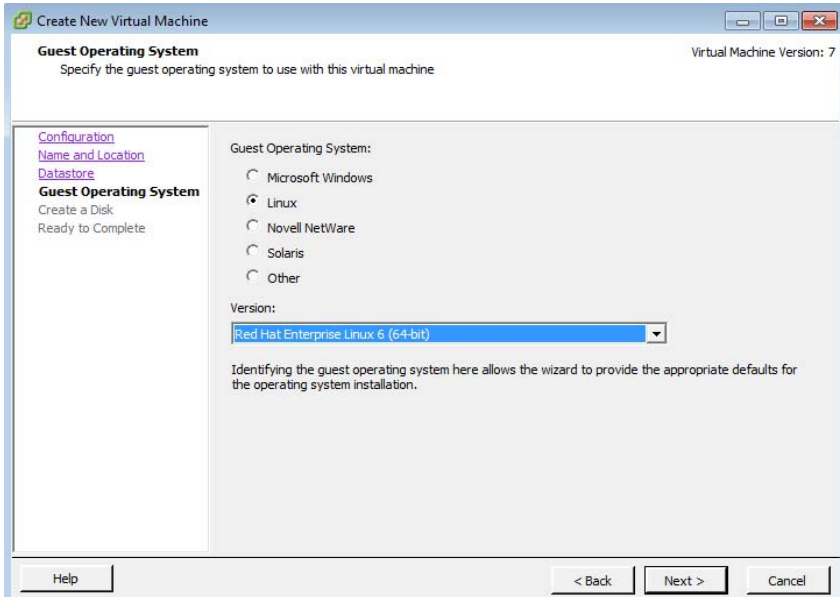 Create New Virtual Machine
Guest Operating System
Virtual Machine Version: 7
Specify the guest operating system to use with this virtual machine
Configuration
Name and Location
Datastore
Guest Operating System
Create a Disk
Ready to Complete
Guest Operating System:
Microsoft Windows
Linux
Novell NetWare
Solaris
Other
Version:
Red Hat Enterprise Linux 6 (64-bit)
Identifying the guest operating system here allows the wizard to provide the appropriate defaults for
the operating system installation.
Help
< Back
Next >
Cancel